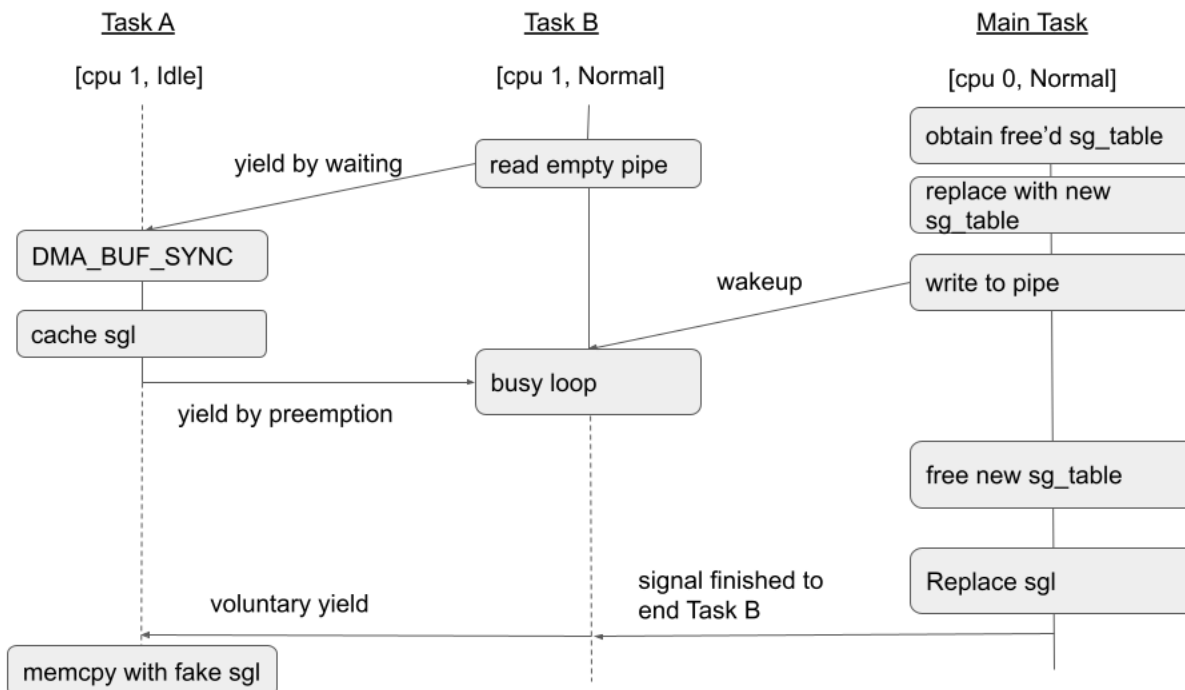 Task A
Task B
Main Task
[cpu 1, Idle]
[cpu 1, Normal]
[cpu 0, Normal]
obtain free’d sg_table
yield by waiting
read empty pipe
replace with new
sg_table
DMA_BUF_SYNC
wakeup
write to pipe
cache sgl
busy loop
yield by preemption
free new sg_table
Replace sgl
signal finished to
end Task B
voluntary yield
memcpy with fake sgl